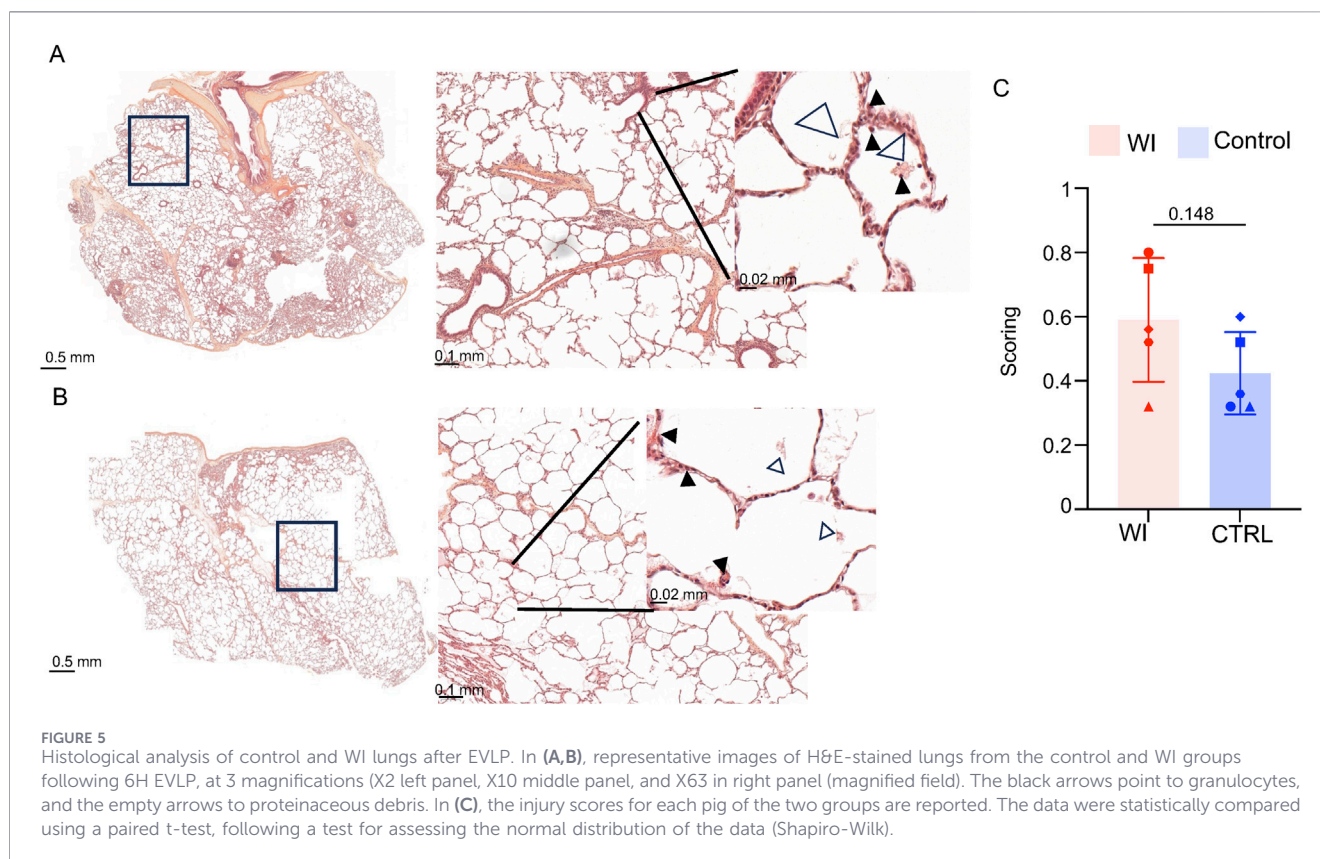 A
0.5 mm
0.1 mm
0.02 mm
B
0.5 mm
0.1 mm
0.02 mm
C
WI Control
1
0.8
0.6
0.4
0.2
0
Scoring
0.148
WI CTRL
FIGURE 5
Histological analysis of control and WI lungs after EVLP. In (A,B), representative images of H&E-stained lungs from the control and WI groups
following 6H EVLP, at 3 magnifications (X2 left panel, X10 middle panel, and X63 in right panel (magnified field). The black arrows point to granulocytes,
and the empty arrows to proteinaceous debris. In (C), the injury scores for each pig of the two groups are reported. The data were statistically compared
using a paired t-test, following a test for assessing the normal distribution of the data (Shapiro-Wilk).